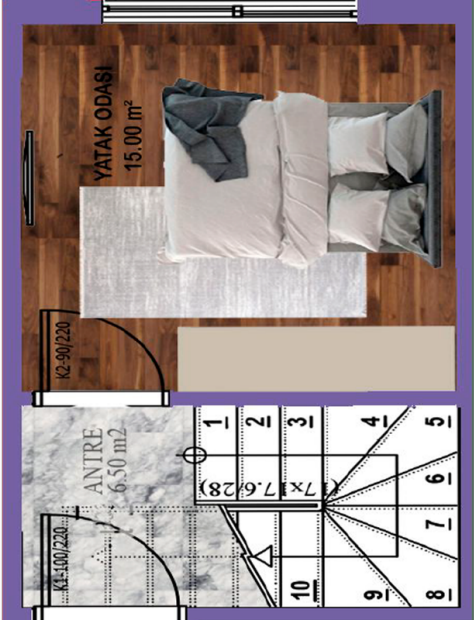 YATAK ODASI
15.00 m²
K2-90/220
ANTRE
6.50 m2
K1-100/220
(17x17.6/28)
1
2
3
4
5
6
7
8
9
10